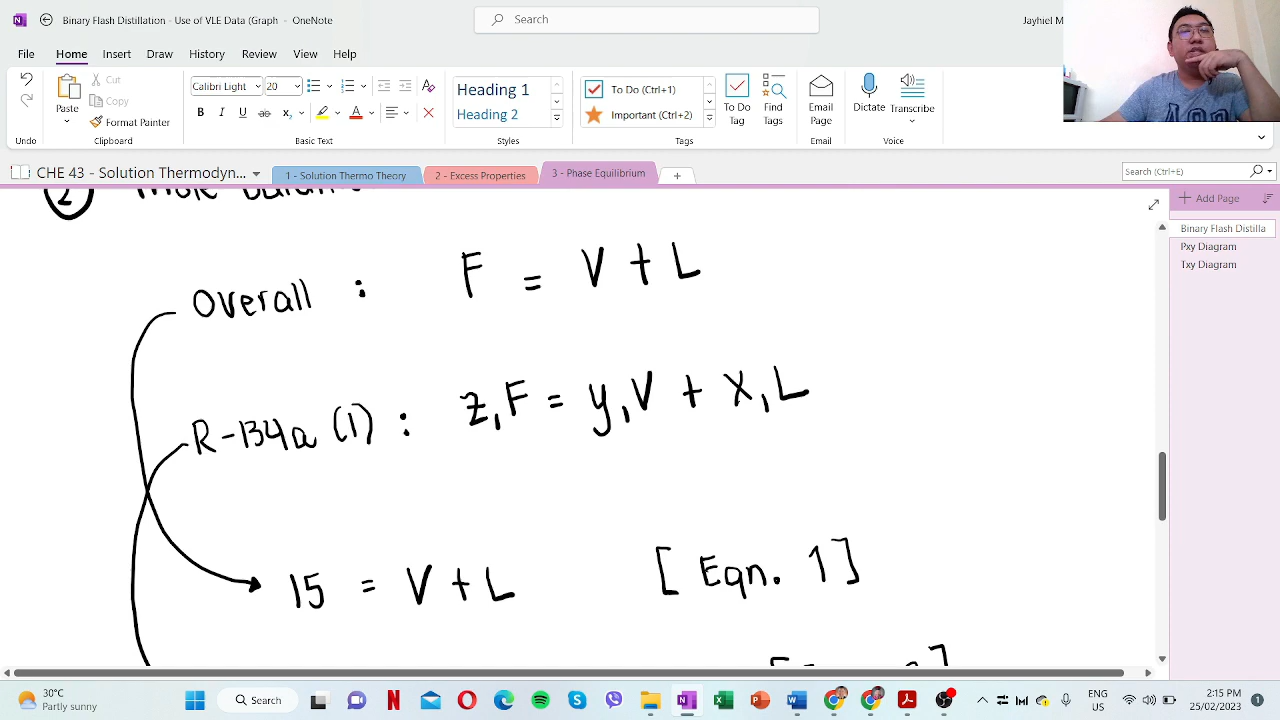 Binary Flash Distillation - Use of VLE Data (Graph - OneNote
Search
Jayhiel M
File Home Insert Draw History Review View Help
Undo
Paste
Cut
Copy
Format Painter
Clipboard
Calibri Light 20
B I U ab x₂ A
Basic Text
Heading 1
Heading 2
Styles
To Do (Ctrl+1)
Important (Ctrl+2)
Tags
To Do Tag
Find Tags
Email Page
Email
Dictate
Transcribe
Voice
CHE 43 - Solution Thermodyn...
1 - Solution Thermo Theory
2 - Excess Properties
3 - Phase Equilibrium
+
Search (Ctrl+E)
Add Page
Binary Flash Distilla
Pxy Diagram
Txy Diagram
② Mole balan
Overall : F = V + L
R-134a (1) : z₁F = y₁V + x₁L
15 = V + L [Eqn. 1]
30°C
Partly sunny
Search
ENG
US
2:15 PM
25/02/2023
1